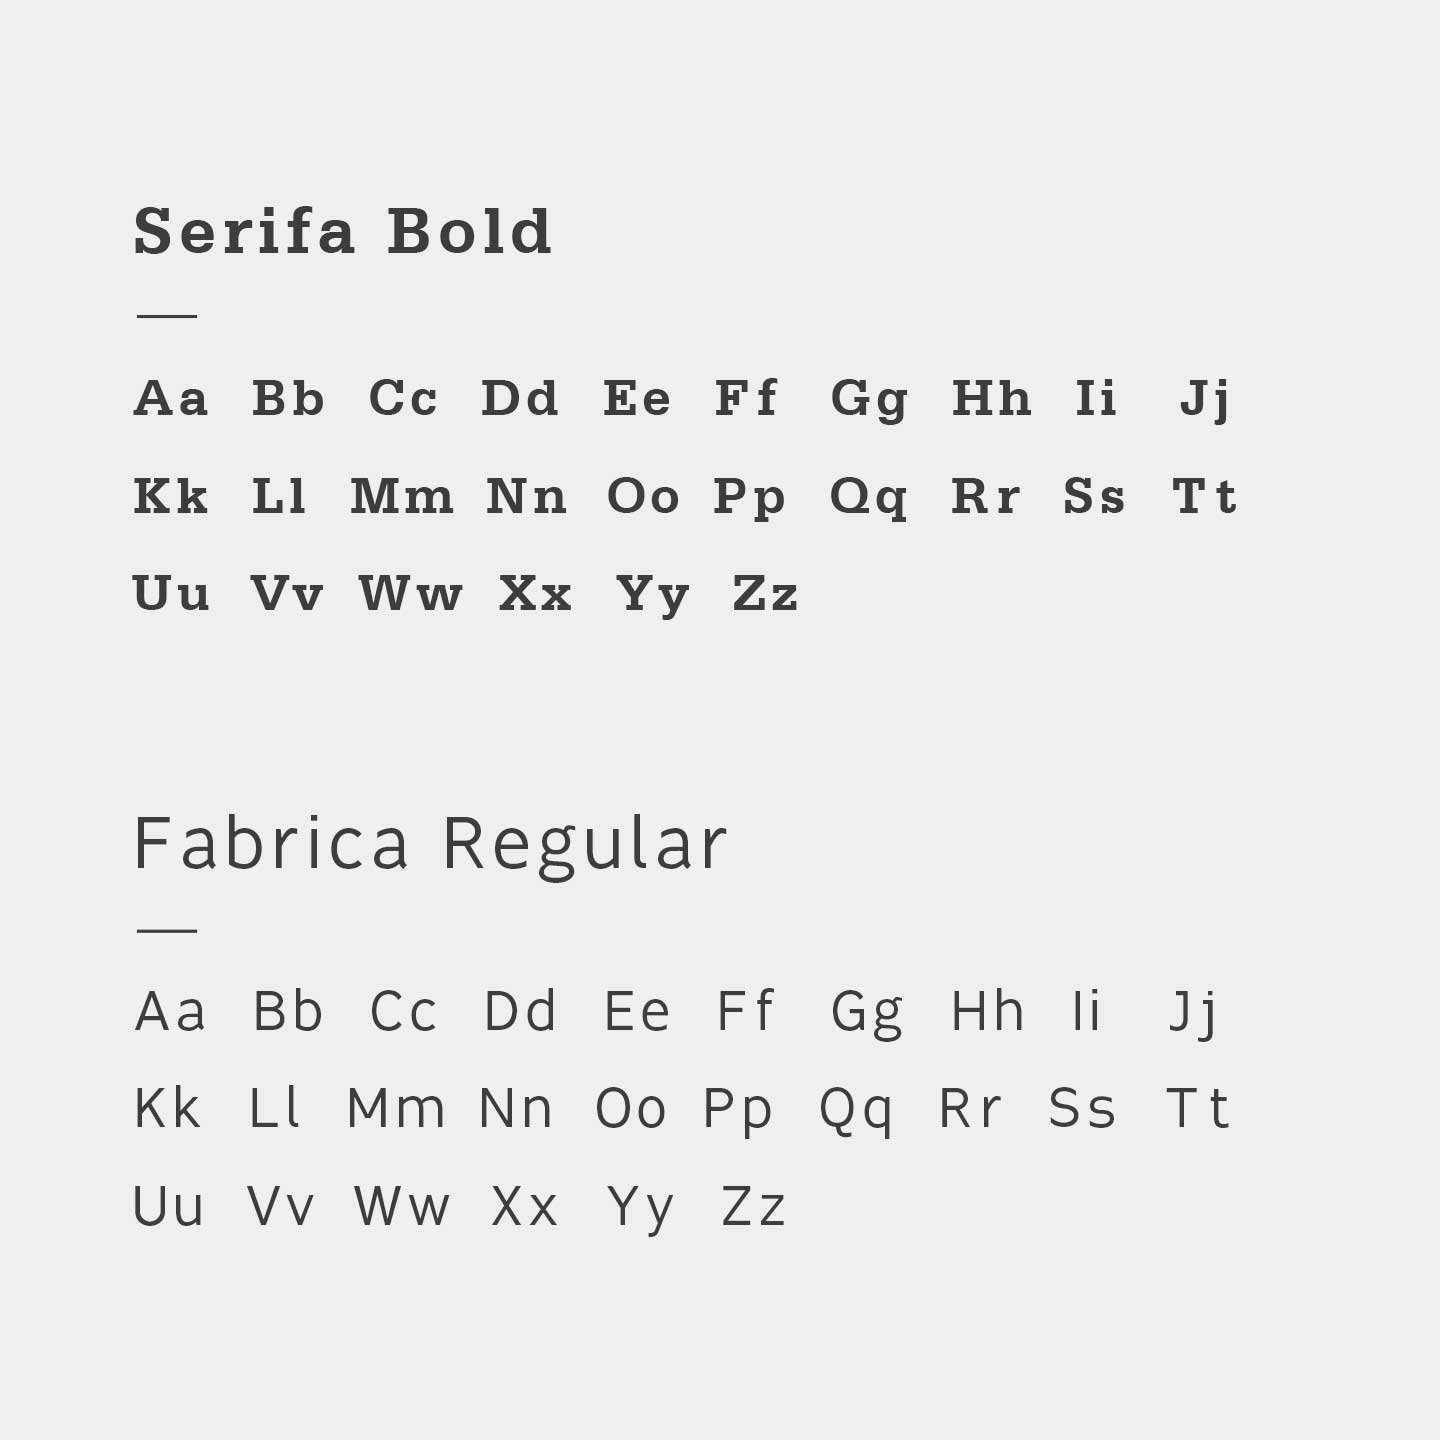 Serifa Bold
Aa Bb Cc Dd Ee Ff Gg Hh Ii Jj
Kk Ll Mm Nn Oo Pp Qq Rr Ss Tt
Uu Vv Ww Xx Yy Zz
Fabrica Regular
Aa Bb Cc Dd Ee Ff Gg Hh Ii Jj
Kk Ll Mm Nn Oo Pp Qq Rr Ss Tt
Uu Vv Ww Xx Yy Zz